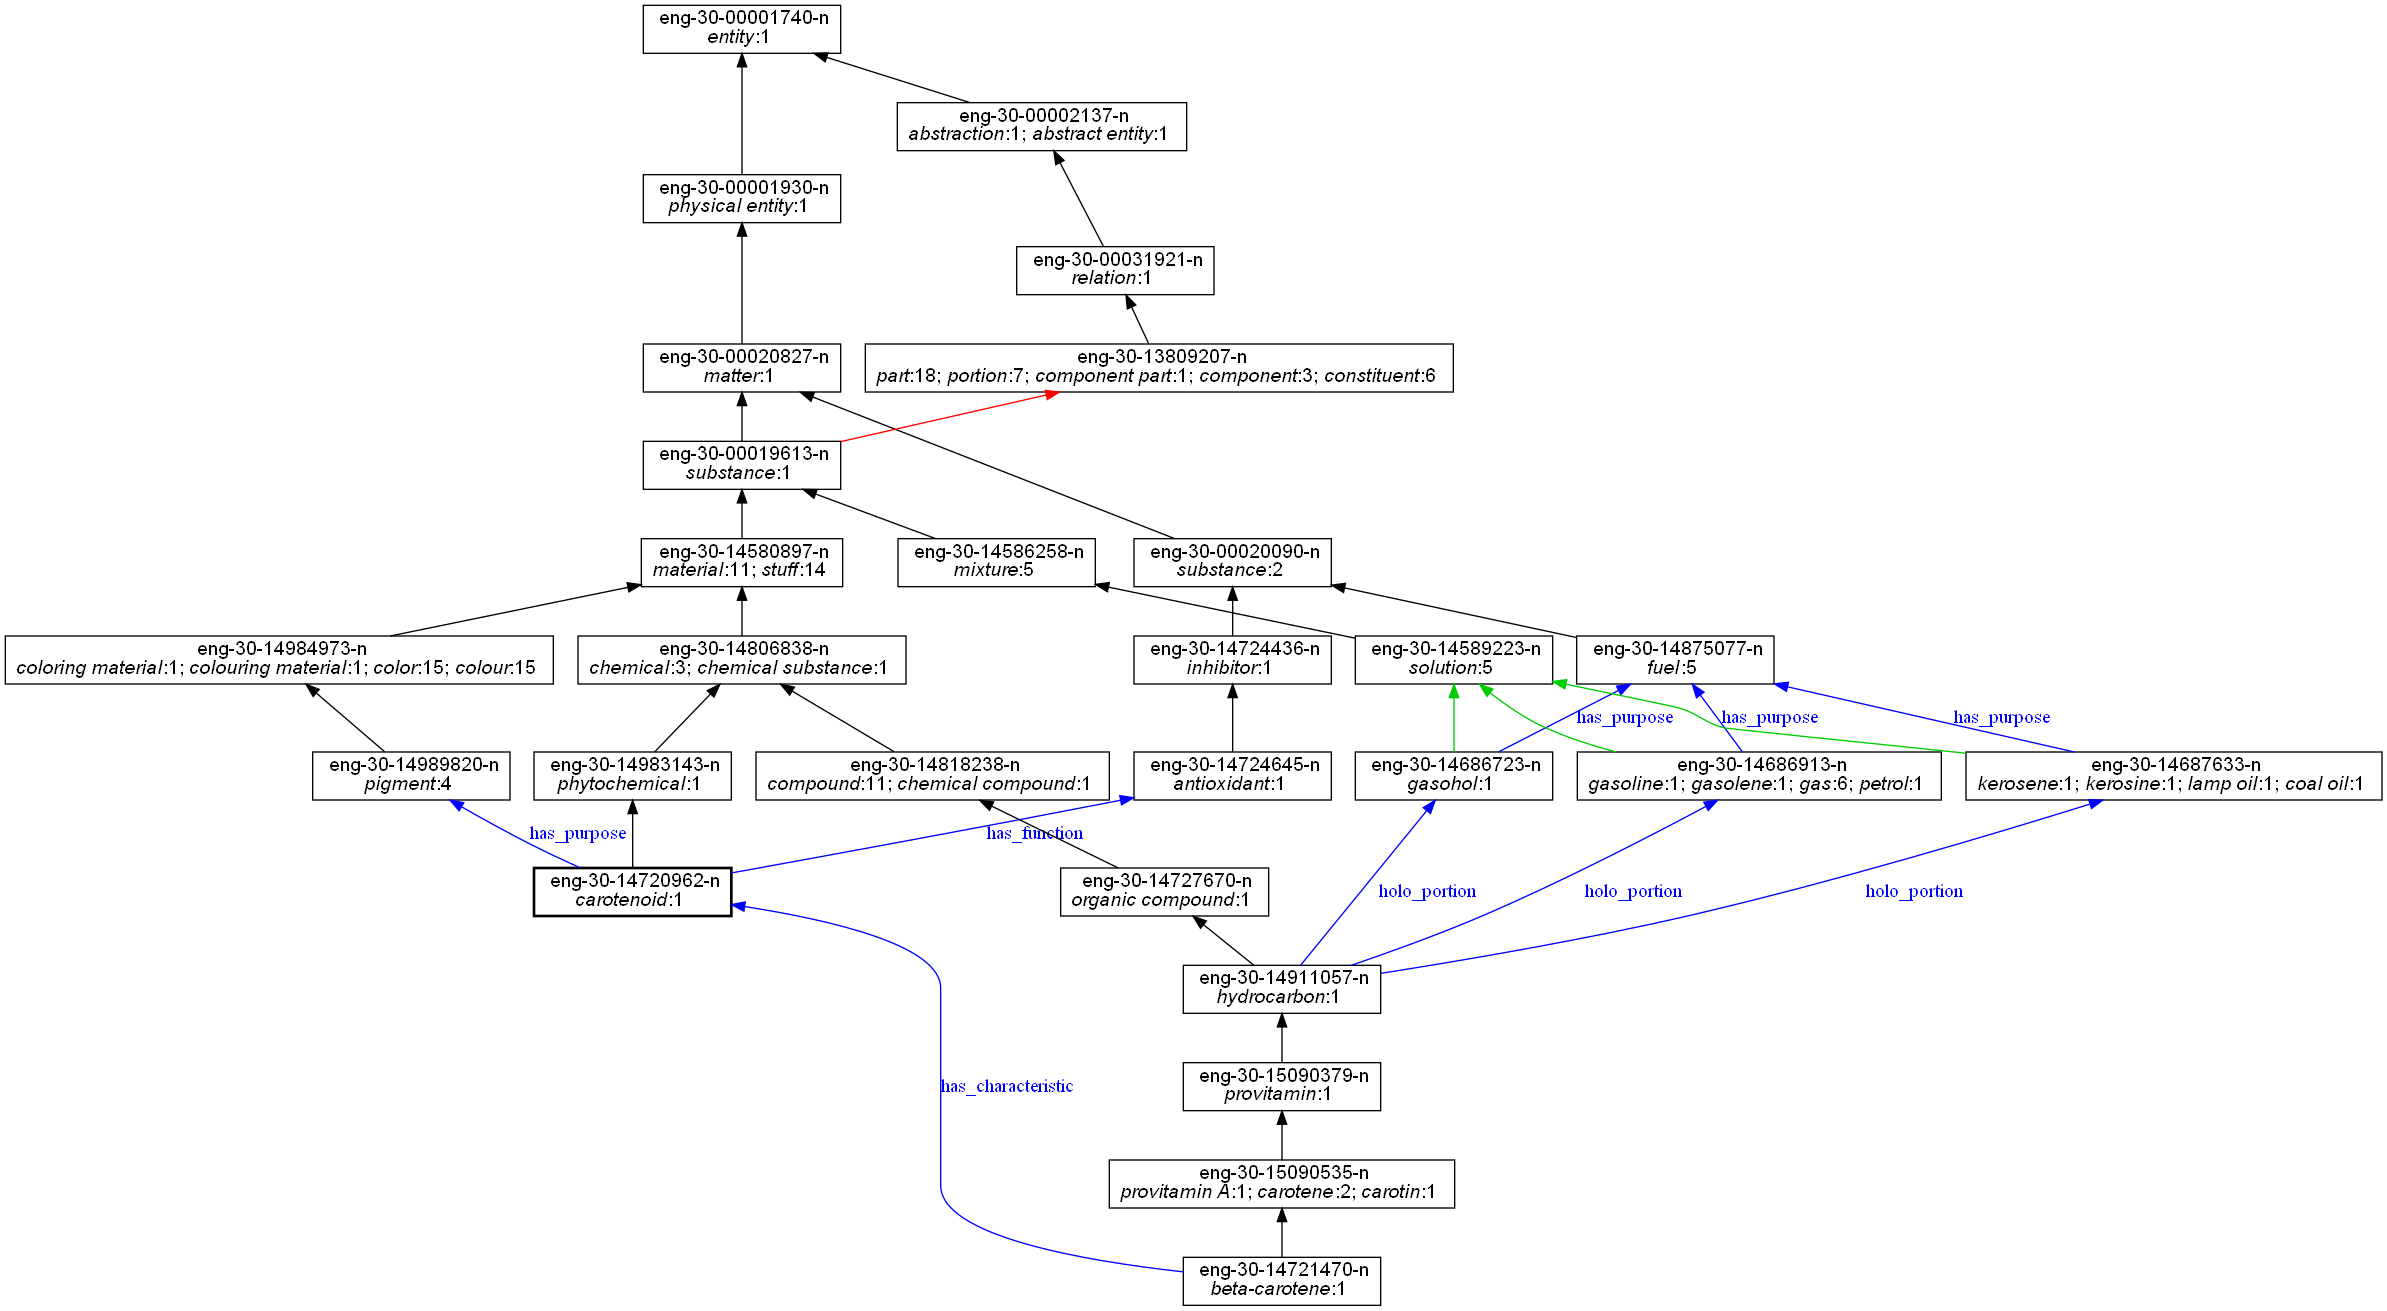 eng-30-00001740-n
entity:1
eng-30-00002137-n
abstraction:1; abstract entity:1
eng-30-00001930-n
physical entity:1
eng-30-00031921-n
relation:1
eng-30-00020827-n
matter:1
eng-30-13809207-n
part:18; portion:7; component part:1; component:3; constituent:6
eng-30-00019613-n
substance:1
eng-30-14580897-n
material:11; stuff:14
eng-30-14586258-n
mixture:5
eng-30-00020090-n
substance:2
eng-30-14984973-n
coloring material:1; colouring material:1; color:15; colour:15
eng-30-14806838-n
chemical:3; chemical substance:1
eng-30-14724436-n
inhibitor:1
eng-30-14589223-n
solution:5
eng-30-14875077-n
fuel:5
has_purpose
has_purpose
has_purpose
eng-30-14989820-n
pigment:4
eng-30-14983143-n
phytochemical:1
eng-30-14818238-n
compound:11; chemical compound:1
eng-30-14724645-n
antioxidant:1
eng-30-14686723-n
gasohol:1
eng-30-14686913-n
gasoline:1; gasolene:1; gas:6; petrol:1
eng-30-14687633-n
kerosene:1; kerosine:1; lamp oil:1; coal oil:1
has_purpose
has_function
eng-30-14720962-n
carotenoid:1
eng-30-14727670-n
organic compound:1
holo_portion
holo_portion
holo_portion
eng-30-14911057-n
hydrocarbon:1
has_characteristic
eng-30-15090379-n
provitamin:1
eng-30-15090535-n
provitamin A:1; carotene:2; carotin:1
eng-30-14721470-n
beta-carotene:1